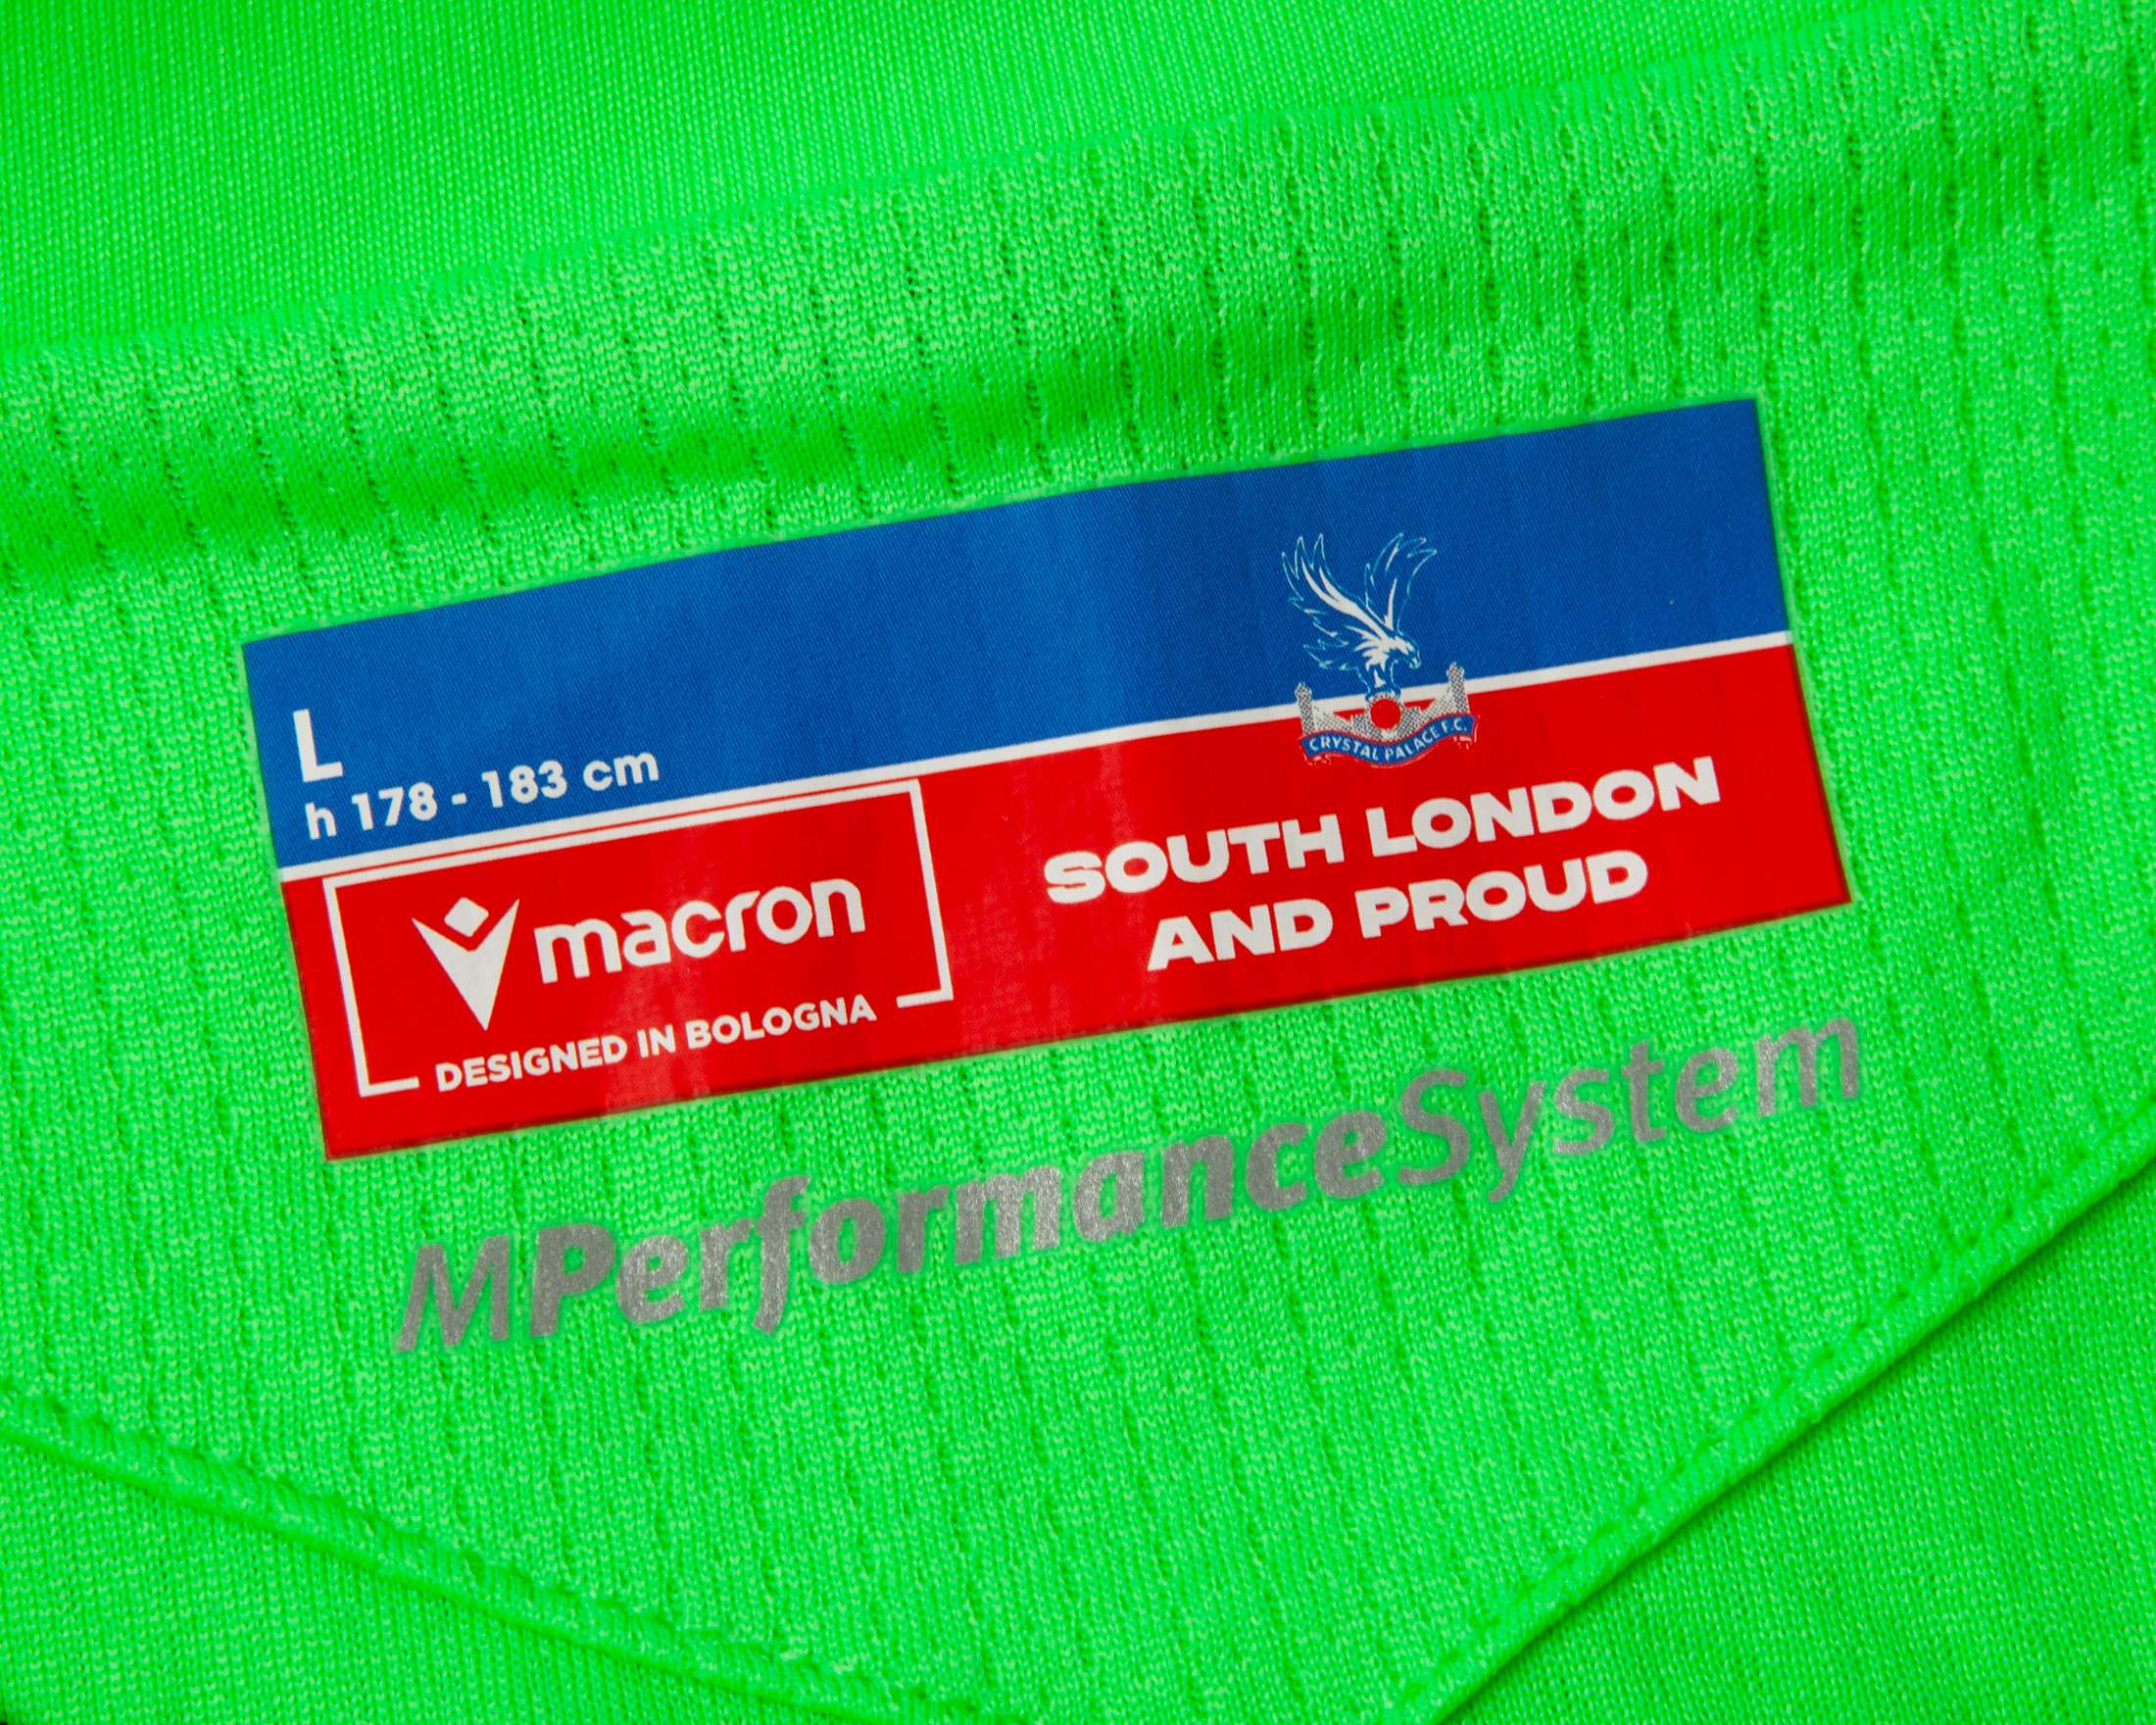 L
h 178 - 183 cm
CRYSTAL PALACE F.C.
macron
DESIGNED IN BOLOGNA
SOUTH LONDON
AND PROUD
MPerformanceSystem